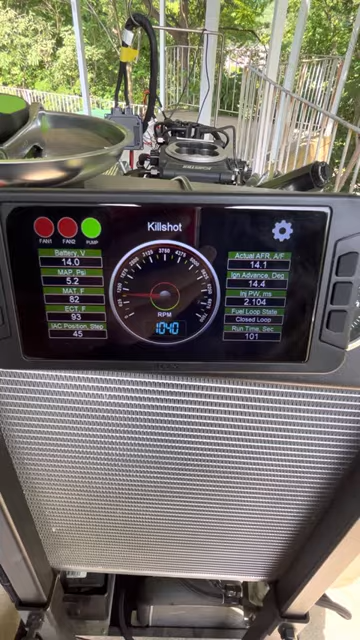 Killshot
FAN1 FAN2 PUMP
Battery, V
14.0
MAP, Psi
5.2
MAT, F
82
ECT, F
93
IAC Position, Step
45
RPM
1040
Actual AFR, A/F
14.1
Ign Advance, Deg
14.4
Inj PW, ms
2.104
Fuel Loop State
Closed Loop
Run Time, Sec
101